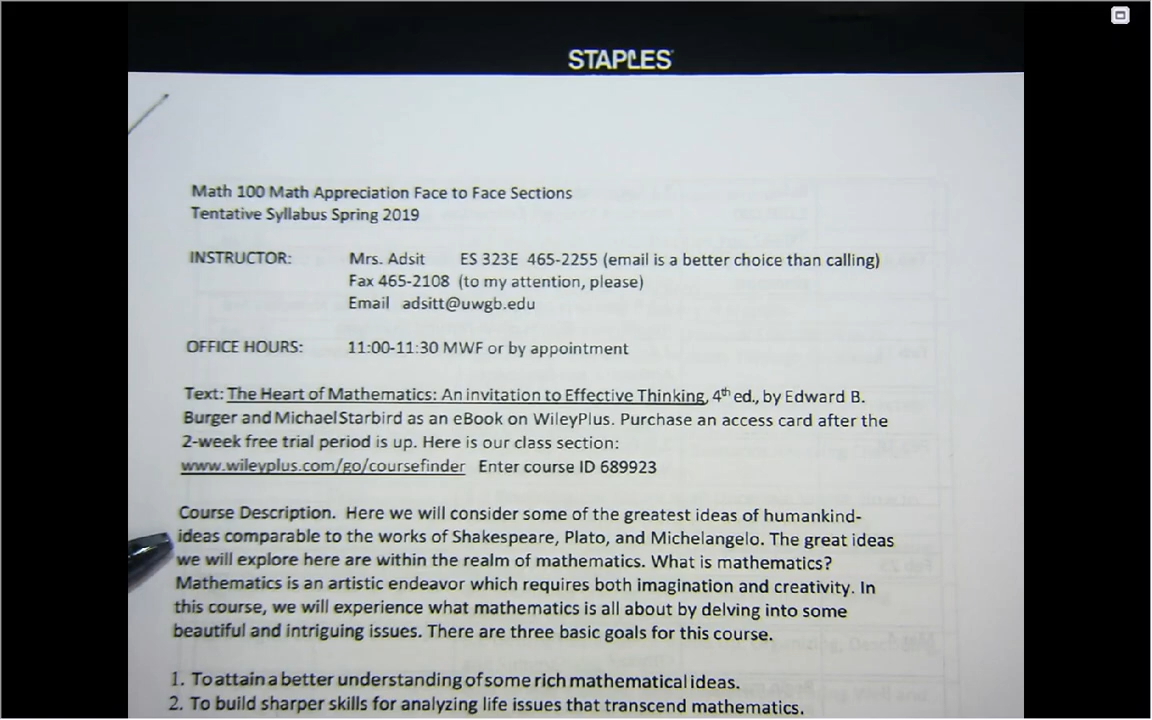 STAPLES
Math 100 Math Appreciation Face to Face Sections
Tentative Syllabus Spring 2019
INSTRUCTOR: Mrs. Adsit ES 323E 465-2255 (email is a better choice than calling)
Fax 465-2108 (to my attention, please)
Email adsitt@uwgb.edu
OFFICE HOURS: 11:00-11:30 MWF or by appointment
Text: The Heart of Mathematics: An invitation to Effective Thinking, 4th ed., by Edward B.
Burger and Michael Starbird as an eBook on WileyPlus. Purchase an access card after the
2-week free trial period is up. Here is our class section:
www.wileyplus.com/go/coursefinder Enter course ID 689923
Course Description. Here we will consider some of the greatest ideas of humankind-
ideas comparable to the works of Shakespeare, Plato, and Michelangelo. The great ideas
we will explore here are within the realm of mathematics. What is mathematics?
Mathematics is an artistic endeavor which requires both imagination and creativity. In
this course, we will experience what mathematics is all about by delving into some
beautiful and intriguing issues. There are three basic goals for this course.
1. To attain a better understanding of some rich mathematical ideas.
2. To build sharper skills for analyzing life issues that transcend mathematics.